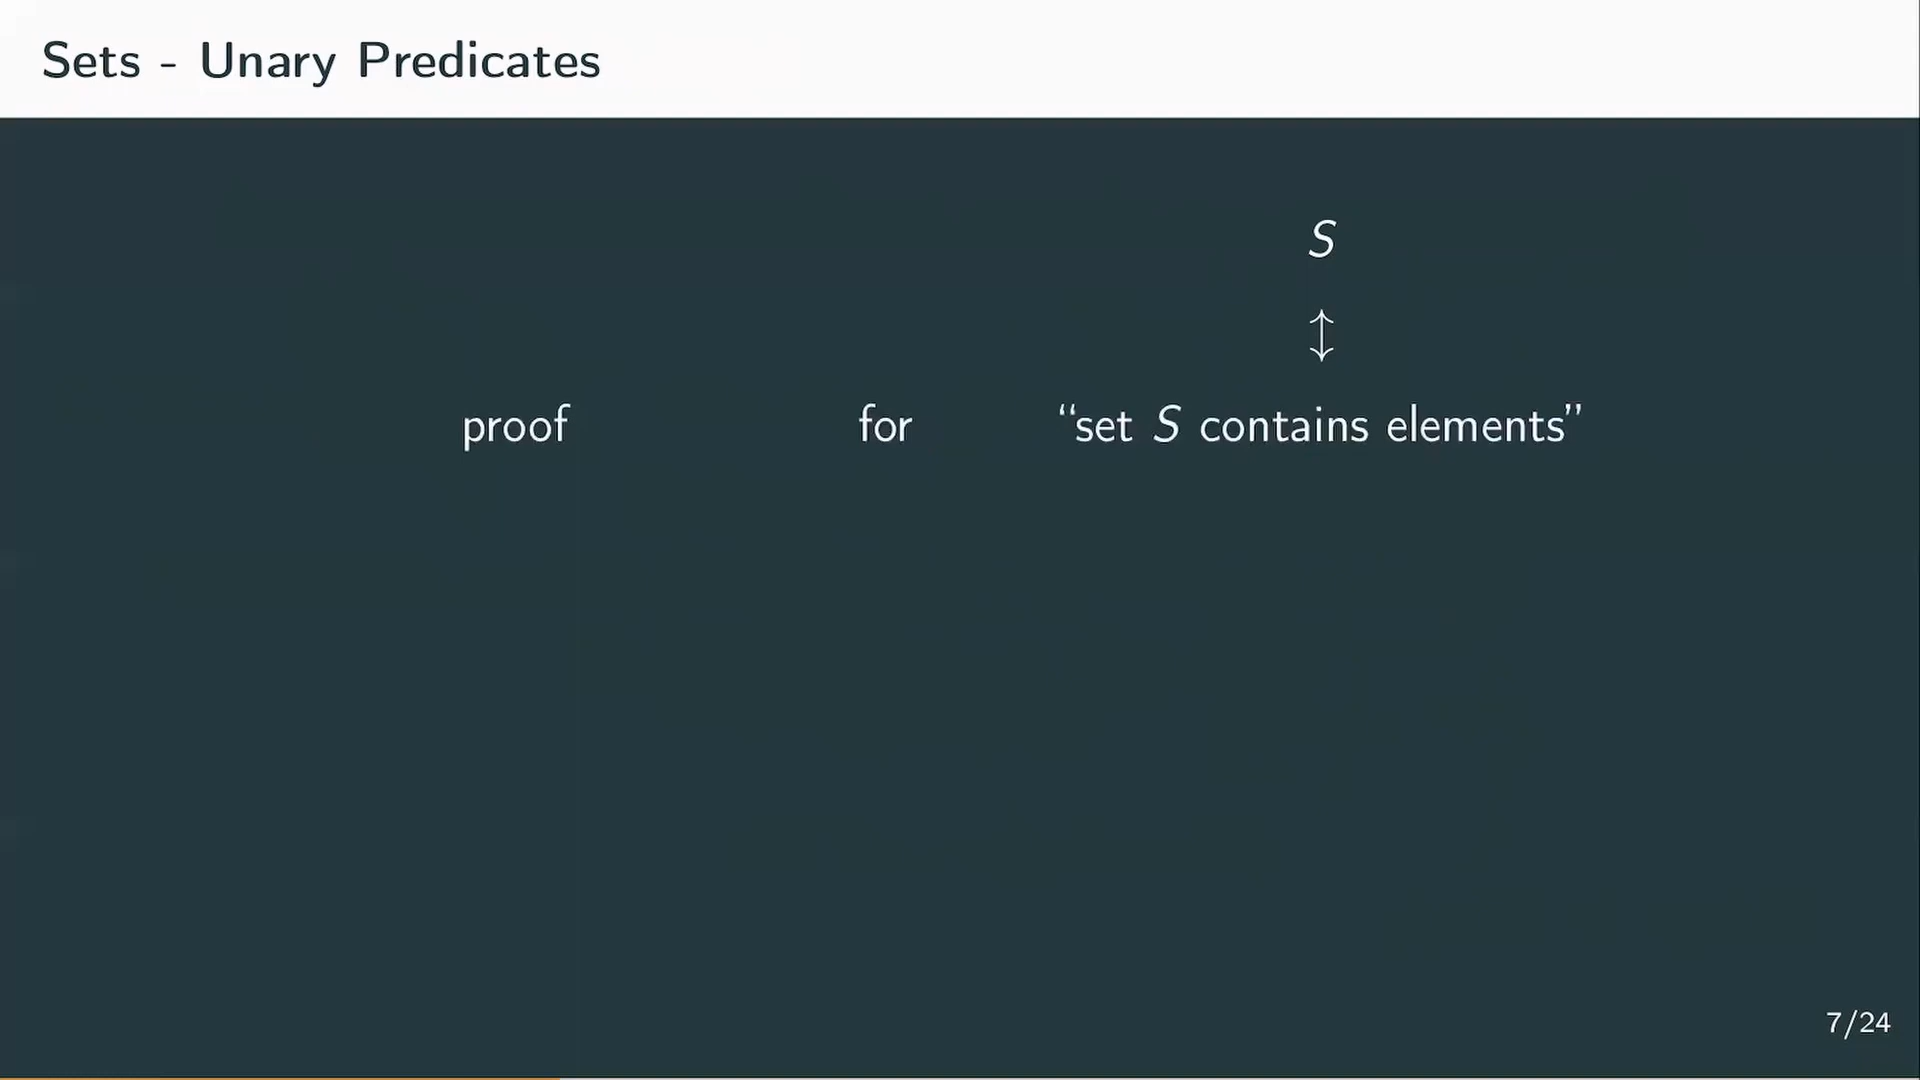 Sets - Unary Predicates
S
↕
proof for “set S contains elements”
7/24